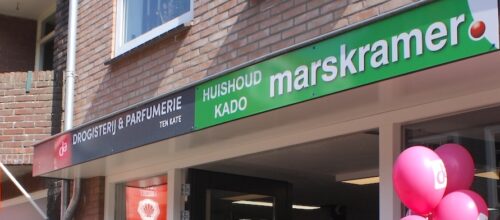 DROGISTERIJ & PARFUMERIE
TEN KATE
HUISHOUD
KADO
marskramer